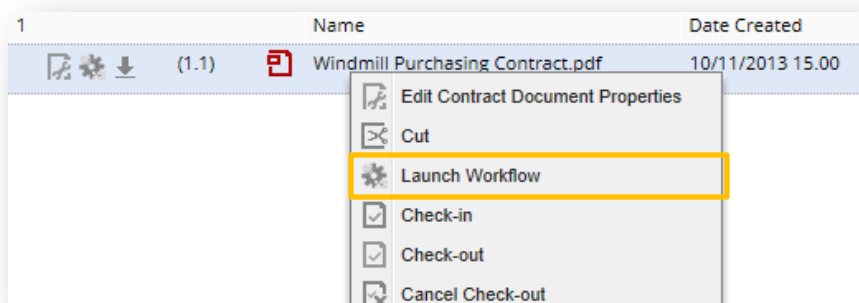 1 Name Date Created
(1.1) Windmill Purchasing Contract.pdf 10/11/2013 15.00
Edit Contract Document Properties
Cut
Launch Workflow
Check-in
Check-out
Cancel Check-out